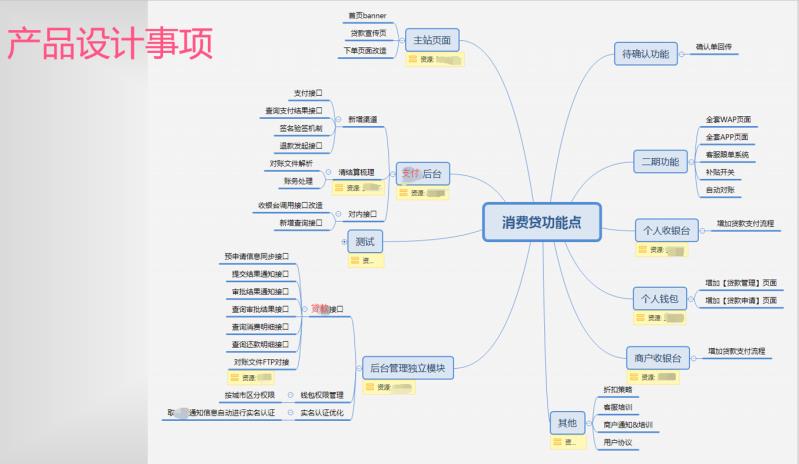 产品设计事项
首页banner
贷款宣传页
下单页面改造
主站页面
资源:
支付接口
查询支付结果接口
签名验签机制
退款发起接口
新增渠道
对账文件解析
账务处理
清结算梳理
资源:
支付 后台
资源:
收银台调用接口改造
新增查询接口
对内接口
测试
资...
预申请信息同步接口
提交结果通知接口
审批结果通知接口
查询审批结果接口
查询消费明细接口
查询还款明细接口
对账文件FTP对接
资源:
贷款接口
按城市区分权限
钱包权限管理
取 通知信息自动进行实名认证
实名认证优化
后台管理独立模块
资源:
消费贷功能点
待确认功能
确认单回传
二期功能
全套WAP页面
全套APP页面
客服跟单系统
补贴开关
自动对账
个人收银台
增加贷款支付流程
资源:
个人钱包
增加【贷款管理】页面
增加【贷款申请】页面
资源:
商户收银台
增加贷款支付流程
资源:
其他
资...
折扣策略
客服培训
商户通知&培训
用户协议